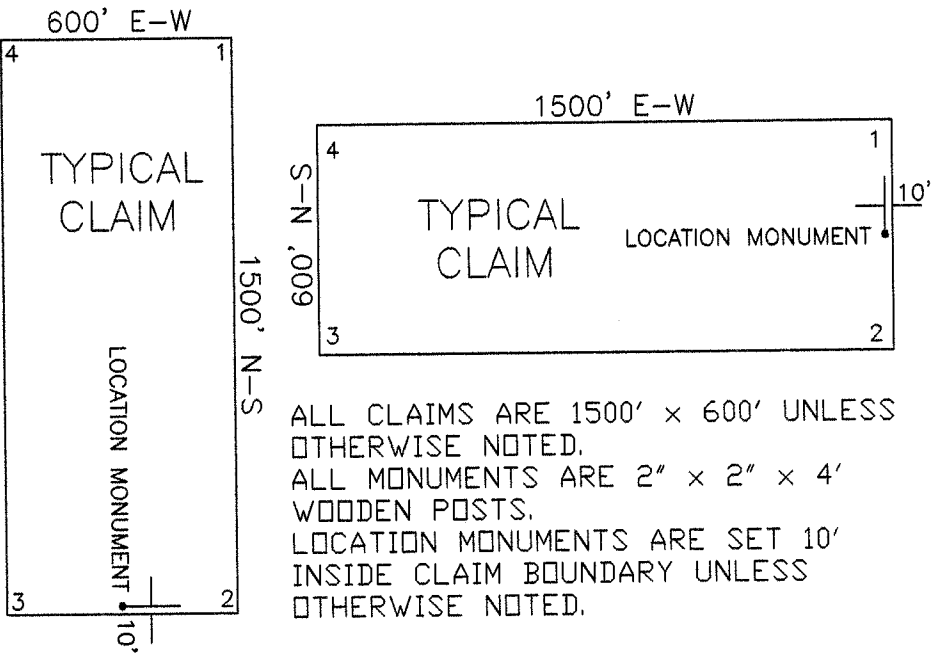 600' E-W
4
1
TYPICAL
CLAIM
1500' N-S
LOCATION MONUMENT
3
2
10'
1500' E-W
4
1
600' N-S
TYPICAL
CLAIM
10'
LOCATION MONUMENT
3
2
ALL CLAIMS ARE 1500' x 600' UNLESS
OTHERWISE NOTED.
ALL MONUMENTS ARE 2" x 2" x 4'
WOODEN POSTS.
LOCATION MONUMENTS ARE SET 10'
INSIDE CLAIM BOUNDARY UNLESS
OTHERWISE NOTED.